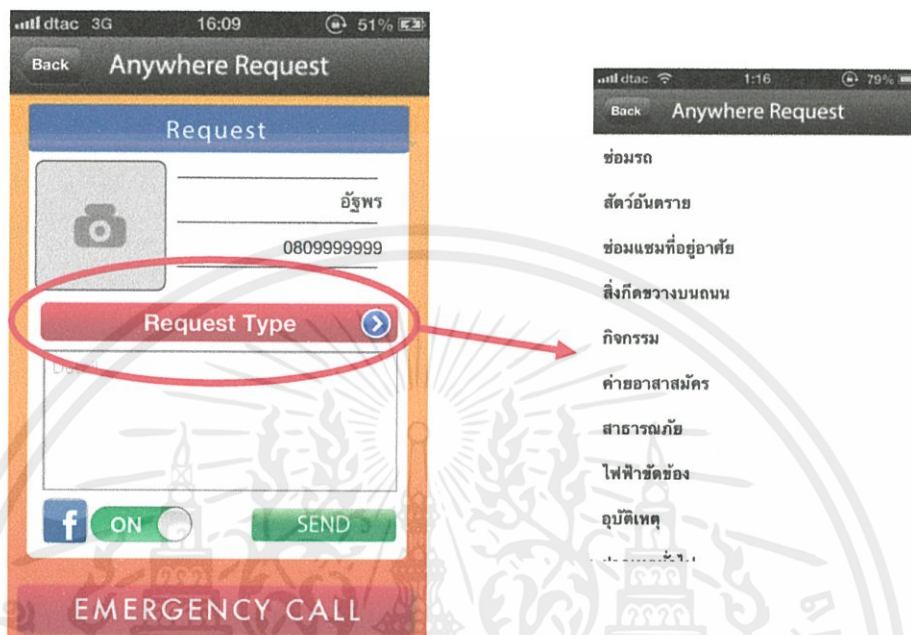 dtac 3G 16:09 51%
Back Anywhere Request
Request
อัฐพร
0809999999
Request Type
ON
SEND
EMERGENCY CALL
dtac 1:16 79%
Back Anywhere Request
ซ่อมรถ
สัตว์อันตราย
ซ่อมแซมที่อยู่อาศัย
สิ่งกีดขวางบนถนน
กิจกรรม
ค่ายอาสาสมัคร
สาธารณภัย
ไฟฟ้าขัดข้อง
อุบัติเหตุ